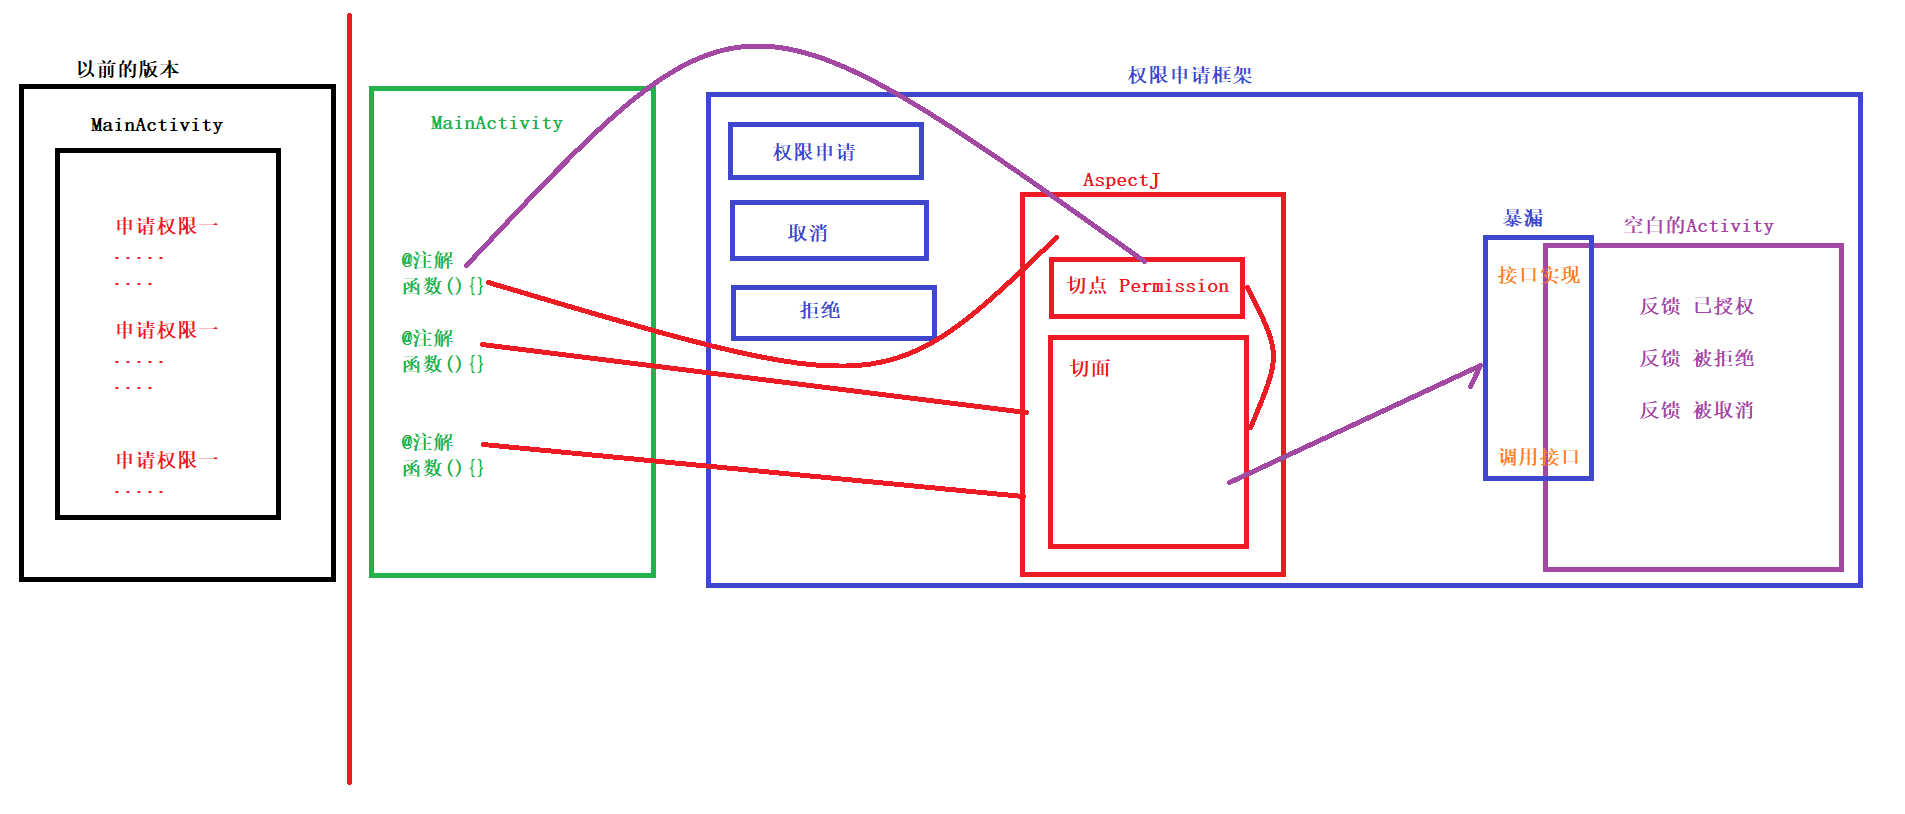 以前的版本
MainActivity
申请权限一
.....
....
申请权限一
.....
....
申请权限一
.....
MainActivity
@注解
函数(){}
@注解
函数(){}
@注解
函数(){}
权限申请框架
权限申请
取消
拒绝
AspectJ
切点 Permission
切面
暴漏
接口实现
调用接口
空白的Activity
反馈 已授权
反馈 被拒绝
反馈 被取消